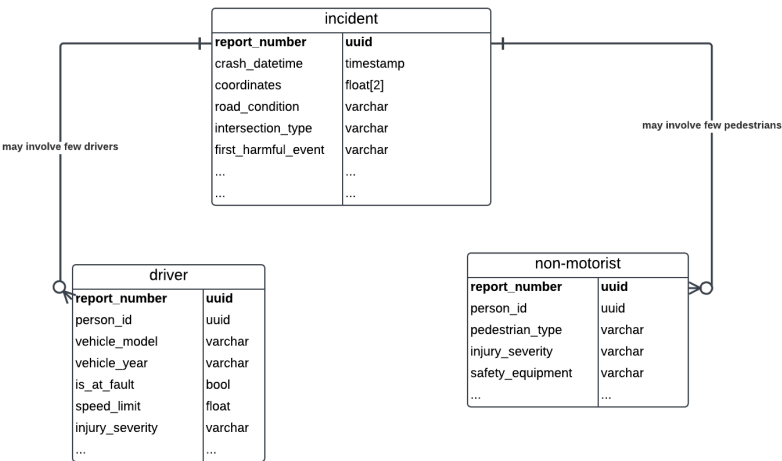 incident
report_number uuid
crash_datetime timestamp
coordinates float[2]
road_condition varchar
intersection_type varchar
first_harmful_event varchar
... ...
... ...
may involve few drivers
may involve few pedestrians
driver
report_number uuid
person_id uuid
vehicle_model varchar
vehicle_year varchar
is_at_fault bool
speed_limit float
injury_severity varchar
... ...
non-motorist
report_number uuid
person_id uuid
pedestrian_type varchar
injury_severity varchar
safety_equipment varchar
... ...